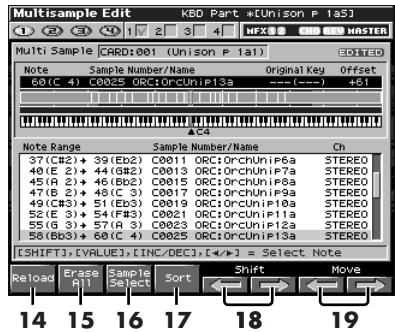 Multisample Edit KBD Part *[Unison P 1aS]
1 2 3 4 1 2 3 4 MFX 1 2 CHO REV MASTER
Multi Sample CARD:001 (Unison P 1a1) EDITED
Note Sample Number/Name Original Key Offset
60(C 4) C0025 ORC:OrcUniP13a ---(---) +61
▲C4
Note Range Sample Number/Name Ch
37(C#2)→ 39(Eb2) C0011 ORC:OrchUniP6a STEREO
40(E 2)→ 44(G#2) C0013 ORC:OrcUniP7a STEREO
45(A 2)→ 46(Bb2) C0015 ORC:OrcUniP8a STEREO
47(B 2)→ 48(C 3) C0017 ORC:OrcUniP9a STEREO
49(C#3)→ 51(Eb3) C0019 ORC:OrcUniP10a STEREO
52(E 3)→ 54(F#3) C0021 ORC:OrcUniP11a STEREO
55(G 3)→ 57(A 3) C0023 ORC:OrcUniP12a STEREO
58(Bb3)→ 60(C 4) C0025 ORC:OrcUniP13a STEREO
[SHIFT]+[VALUE],[INC/DEC],[◄/►] = Select Note
Reload Erase All Sample Select Sort Shift Move
14 15 16 17 18 19